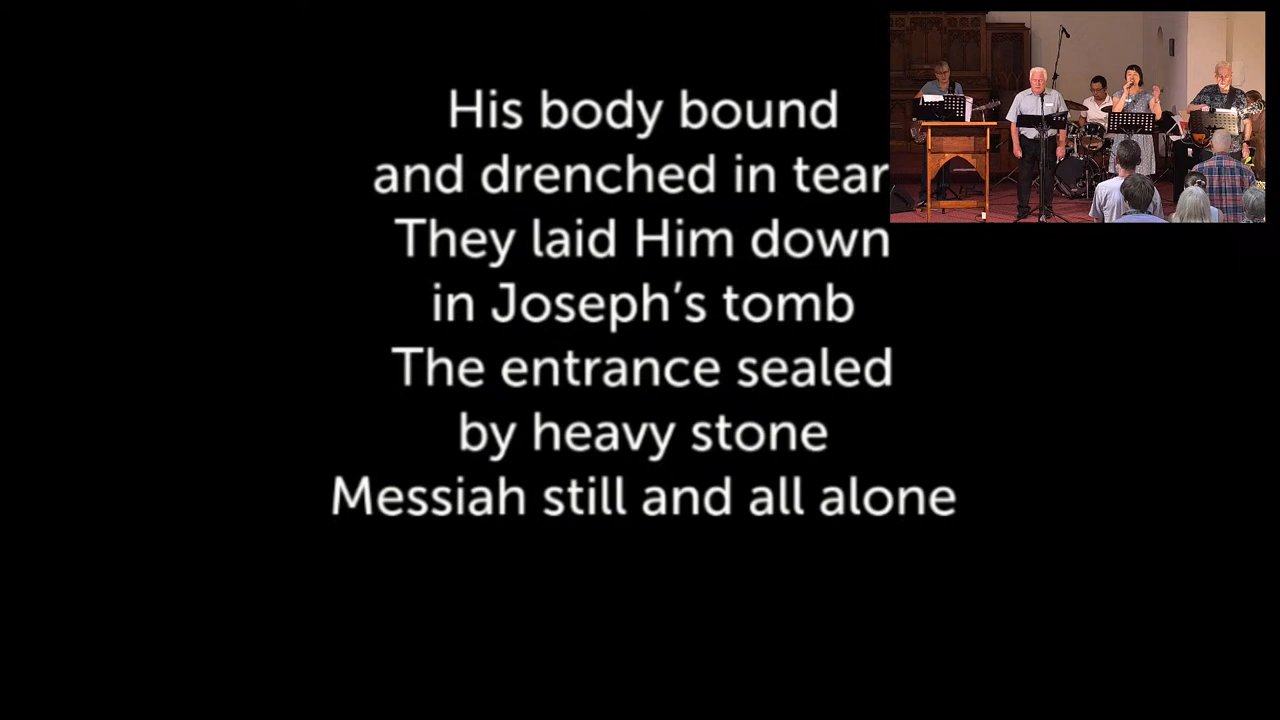 His body bound
and drenched in tear
They laid Him down
in Joseph’s tomb
The entrance sealed
by heavy stone
Messiah still and all alone